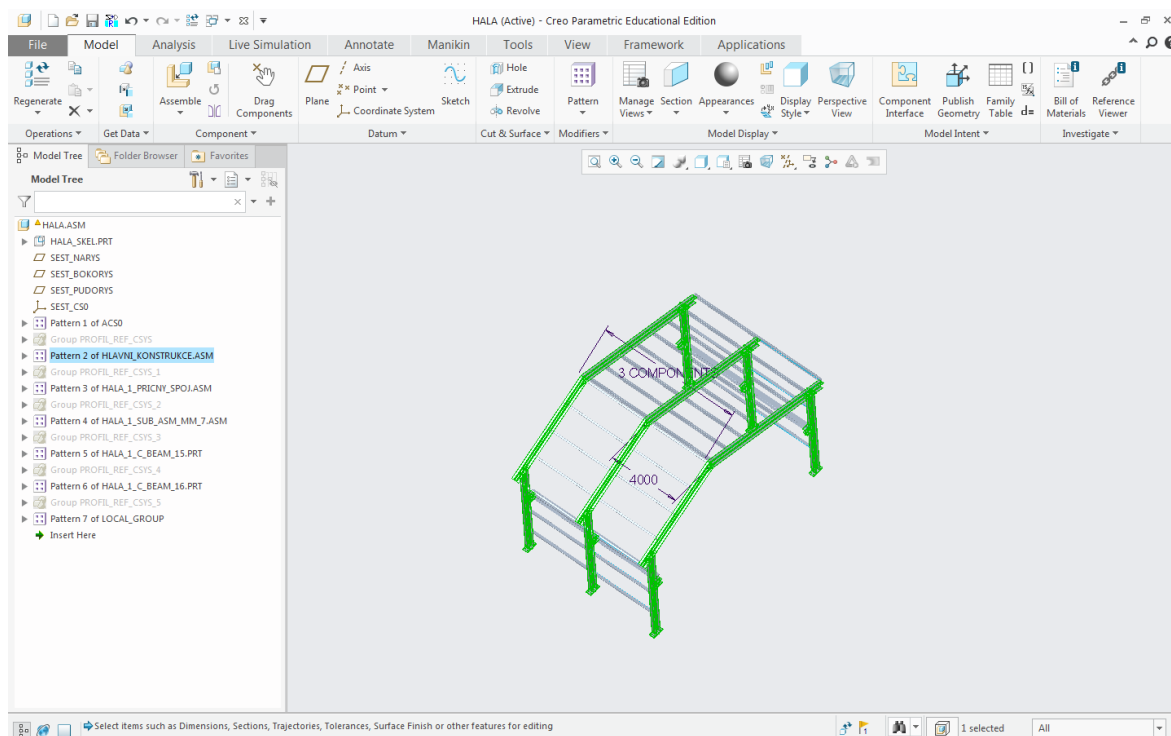 HALA (Active) - Creo Parametric Educational Edition
File Model Analysis Live Simulation Annotate Manikin Tools View Framework Applications
Regenerate
Assemble
Drag Components
Plane
Axis
Point
Coordinate System
Sketch
Hole
Extrude
Revolve
Pattern
Manage Views
Section
Appearances
Display Style
Perspective View
Component Interface
Publish Geometry
Family Table
d=
Bill of Materials
Reference Viewer
Operations Get Data Component Datum Cut & Surface Modifiers Model Display Model Intent Investigate
Model Tree Folder Browser Favorites
Model Tree
HALA.ASM
HALA_SKEL.PRT
SEST_NARYS
SEST_BOKORYS
SEST_PUDORYS
SEST_CS0
Pattern 1 of ACS0
Group PROFIL_REF_CSYS
Pattern 2 of HLAVNI_KONSTRUKCE.ASM
Group PROFIL_REF_CSYS_1
Pattern 3 of HALA_1_PRICNY_SPOJ.ASM
Group PROFIL_REF_CSYS_2
Pattern 4 of HALA_1_SUB_ASM_MM_7.ASM
Group PROFIL_REF_CSYS_3
Pattern 5 of HALA_1_C_BEAM_15.PRT
Group PROFIL_REF_CSYS_4
Pattern 6 of HALA_1_C_BEAM_16.PRT
Group PROFIL_REF_CSYS_5
Pattern 7 of LOCAL_GROUP
Insert Here
3 COMPONENTS
4000
Select items such as Dimensions, Sections, Trajectories, Tolerances, Surface Finish or other features for editing
1 selected
All